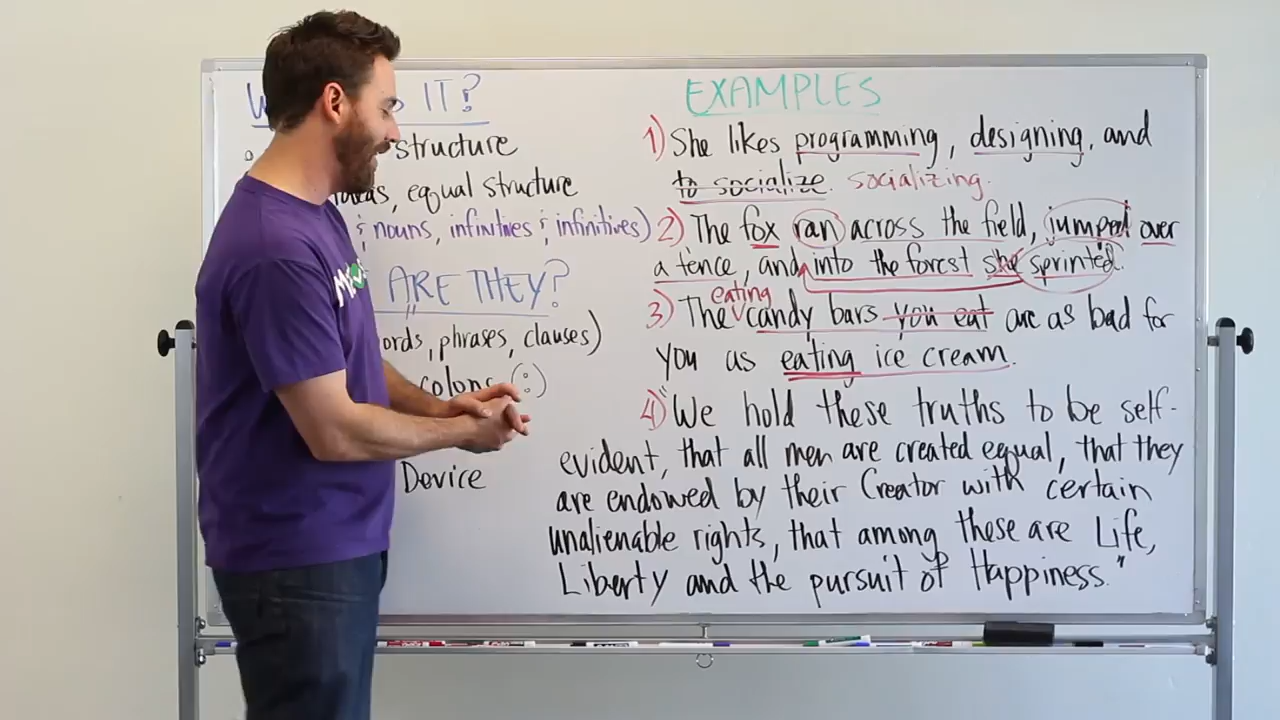 IT?
structure
ideas, equal structure
& nouns, infinitives & infinitives)
ARE THEY?
words, phrases, clauses)
colons (:)
Device
EXAMPLES
1) She likes programming, designing, and
to socialize. socializing.
2) The fox ran across the field, jumped over
a fence, and into the forest she sprinted.
eating
3) The candy bars you eat are as bad for
you as eating ice cream.
4) "We hold these truths to be self-
evident, that all men are created equal, that they
are endowed by their Creator with certain
unalienable rights, that among these are Life,
Liberty and the pursuit of Happiness."